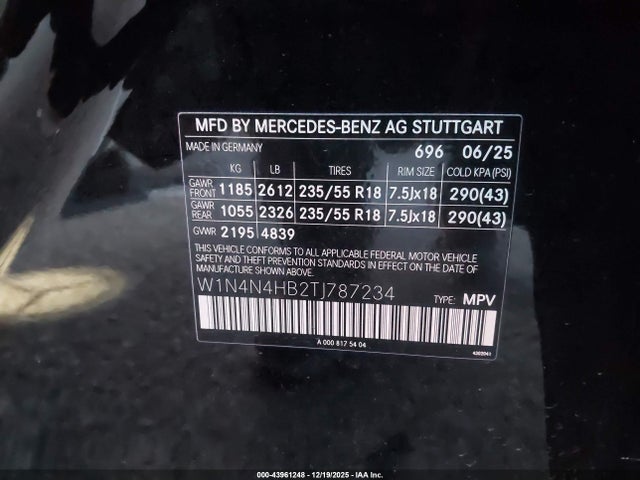 MFD BY MERCEDES-BENZ AG STUTTGART
MADE IN GERMANY 696 06/25
KG LB TIRES RIM SIZE COLD KPA (PSI)
GAWR FRONT 1185 2612 235/55 R18 7.5Jx18 290(43)
GAWR REAR 1055 2326 235/55 R18 7.5Jx18 290(43)
GVWR 2195 4839
THIS VEHICLE CONFORMS TO ALL APPLICABLE FEDERAL MOTOR VEHICLE
SAFETY AND THEFT PREVENTION STANDARDS IN EFFECT ON THE DATE
OF MANUFACTURE SHOWN ABOVE.
W1N4N4HB2TJ787234 TYPE: MPV
A 000 817 54 04
000-43961248 - 12/19/2025 - IAA Inc.